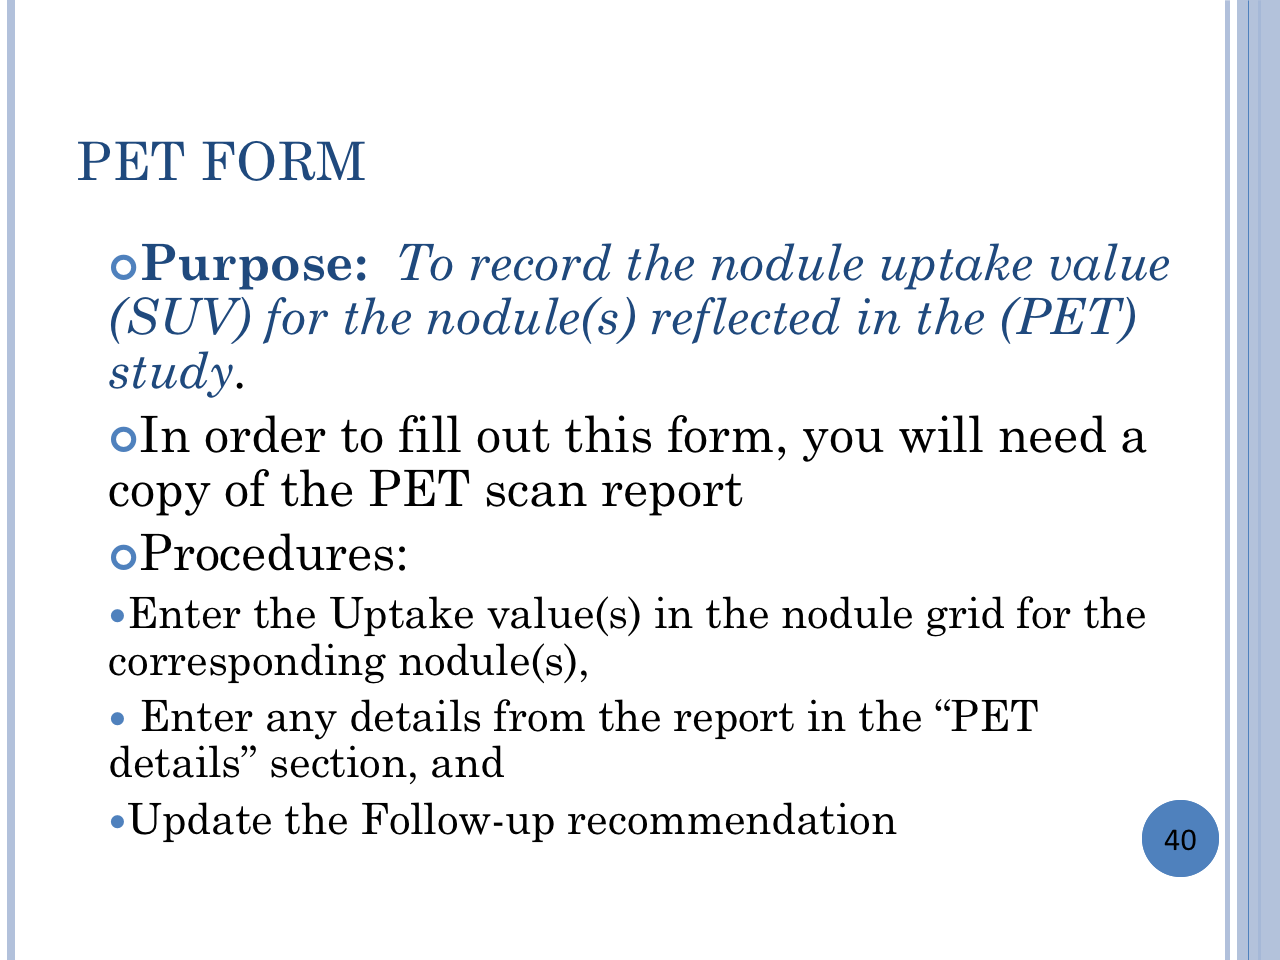 PET FORM
Purpose:  To record the nodule uptake value
(SUV) for the nodule(s) reflected in the (PET)
study.
In order to fill out this form, you will need a
copy of the PET scan report
Procedures:
•Enter the Uptake value(s) in the nodule grid for the
corresponding nodule(s),
• Enter any details from the report in the “PET
details” section, and
•Update the Follow-up recommendation
40